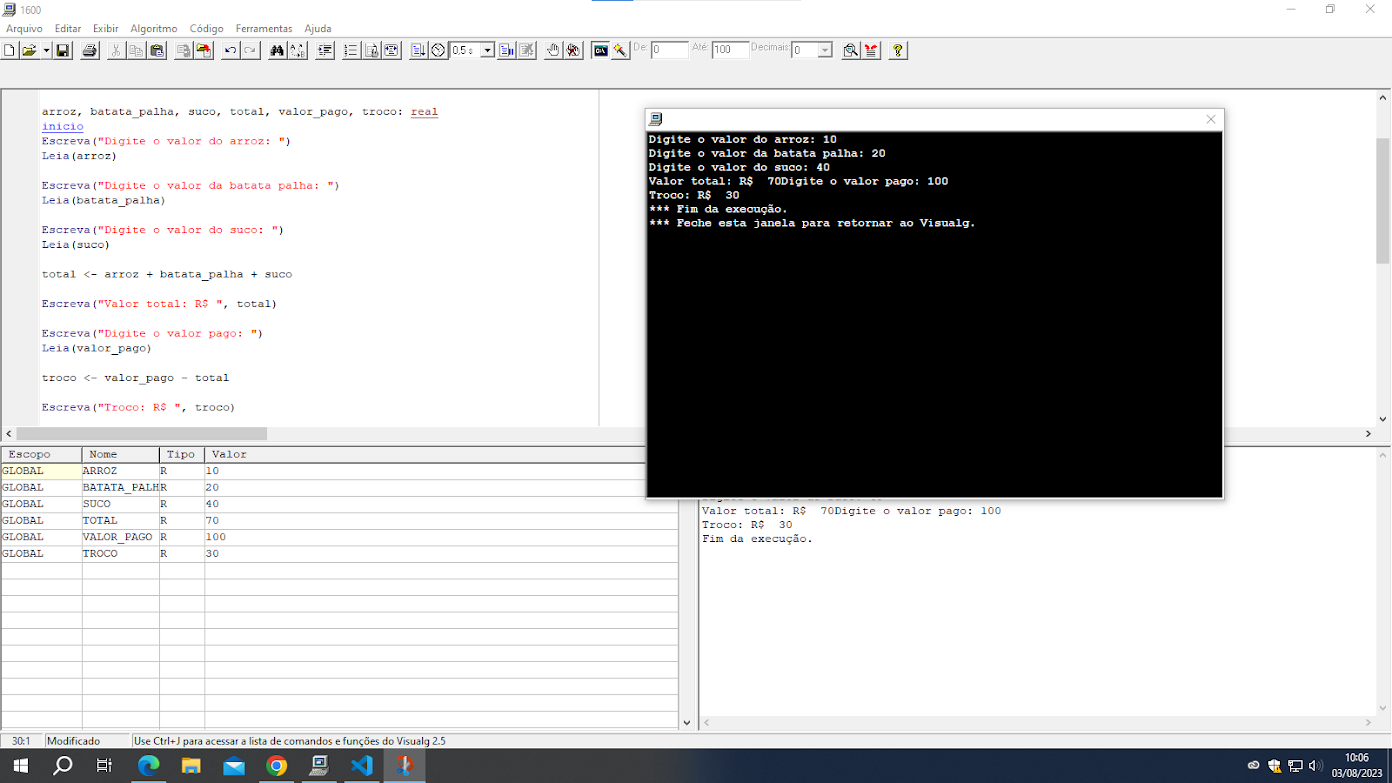 1600
Arquivo Editar Exibir Algoritmo Código Ferramentas Ajuda
0.5 s De: 0 Até: 100 Decimais: 0
arroz, batata_palha, suco, total, valor_pago, troco: real
inicio
Escreva("Digite o valor do arroz: ")
Leia(arroz)
Escreva("Digite o valor da batata palha: ")
Leia(batata_palha)
Escreva("Digite o valor do suco: ")
Leia(suco)
total <- arroz + batata_palha + suco
Escreva("Valor total: R$ ", total)
Escreva("Digite o valor pago: ")
Leia(valor_pago)
troco <- valor_pago - total
Escreva("Troco: R$ ", troco)
Digite o valor do arroz: 10
Digite o valor da batata palha: 20
Digite o valor do suco: 40
Valor total: R$  70Digite o valor pago: 100
Troco: R$  30
*** Fim da execução.
*** Feche esta janela para retornar ao Visualg.
Escopo Nome Tipo Valor
GLOBAL ARROZ R 10
GLOBAL BATATA_PALH R 20
GLOBAL SUCO R 40
GLOBAL TOTAL R 70
GLOBAL VALOR_PAGO R 100
GLOBAL TROCO R 30
Valor total: R$  70Digite o valor pago: 100
Troco: R$  30
Fim da execução.
30:1 Modificado Use Ctrl+J para acessar a lista de comandos e funções do Visualg 2.5
10:06
03/08/2023